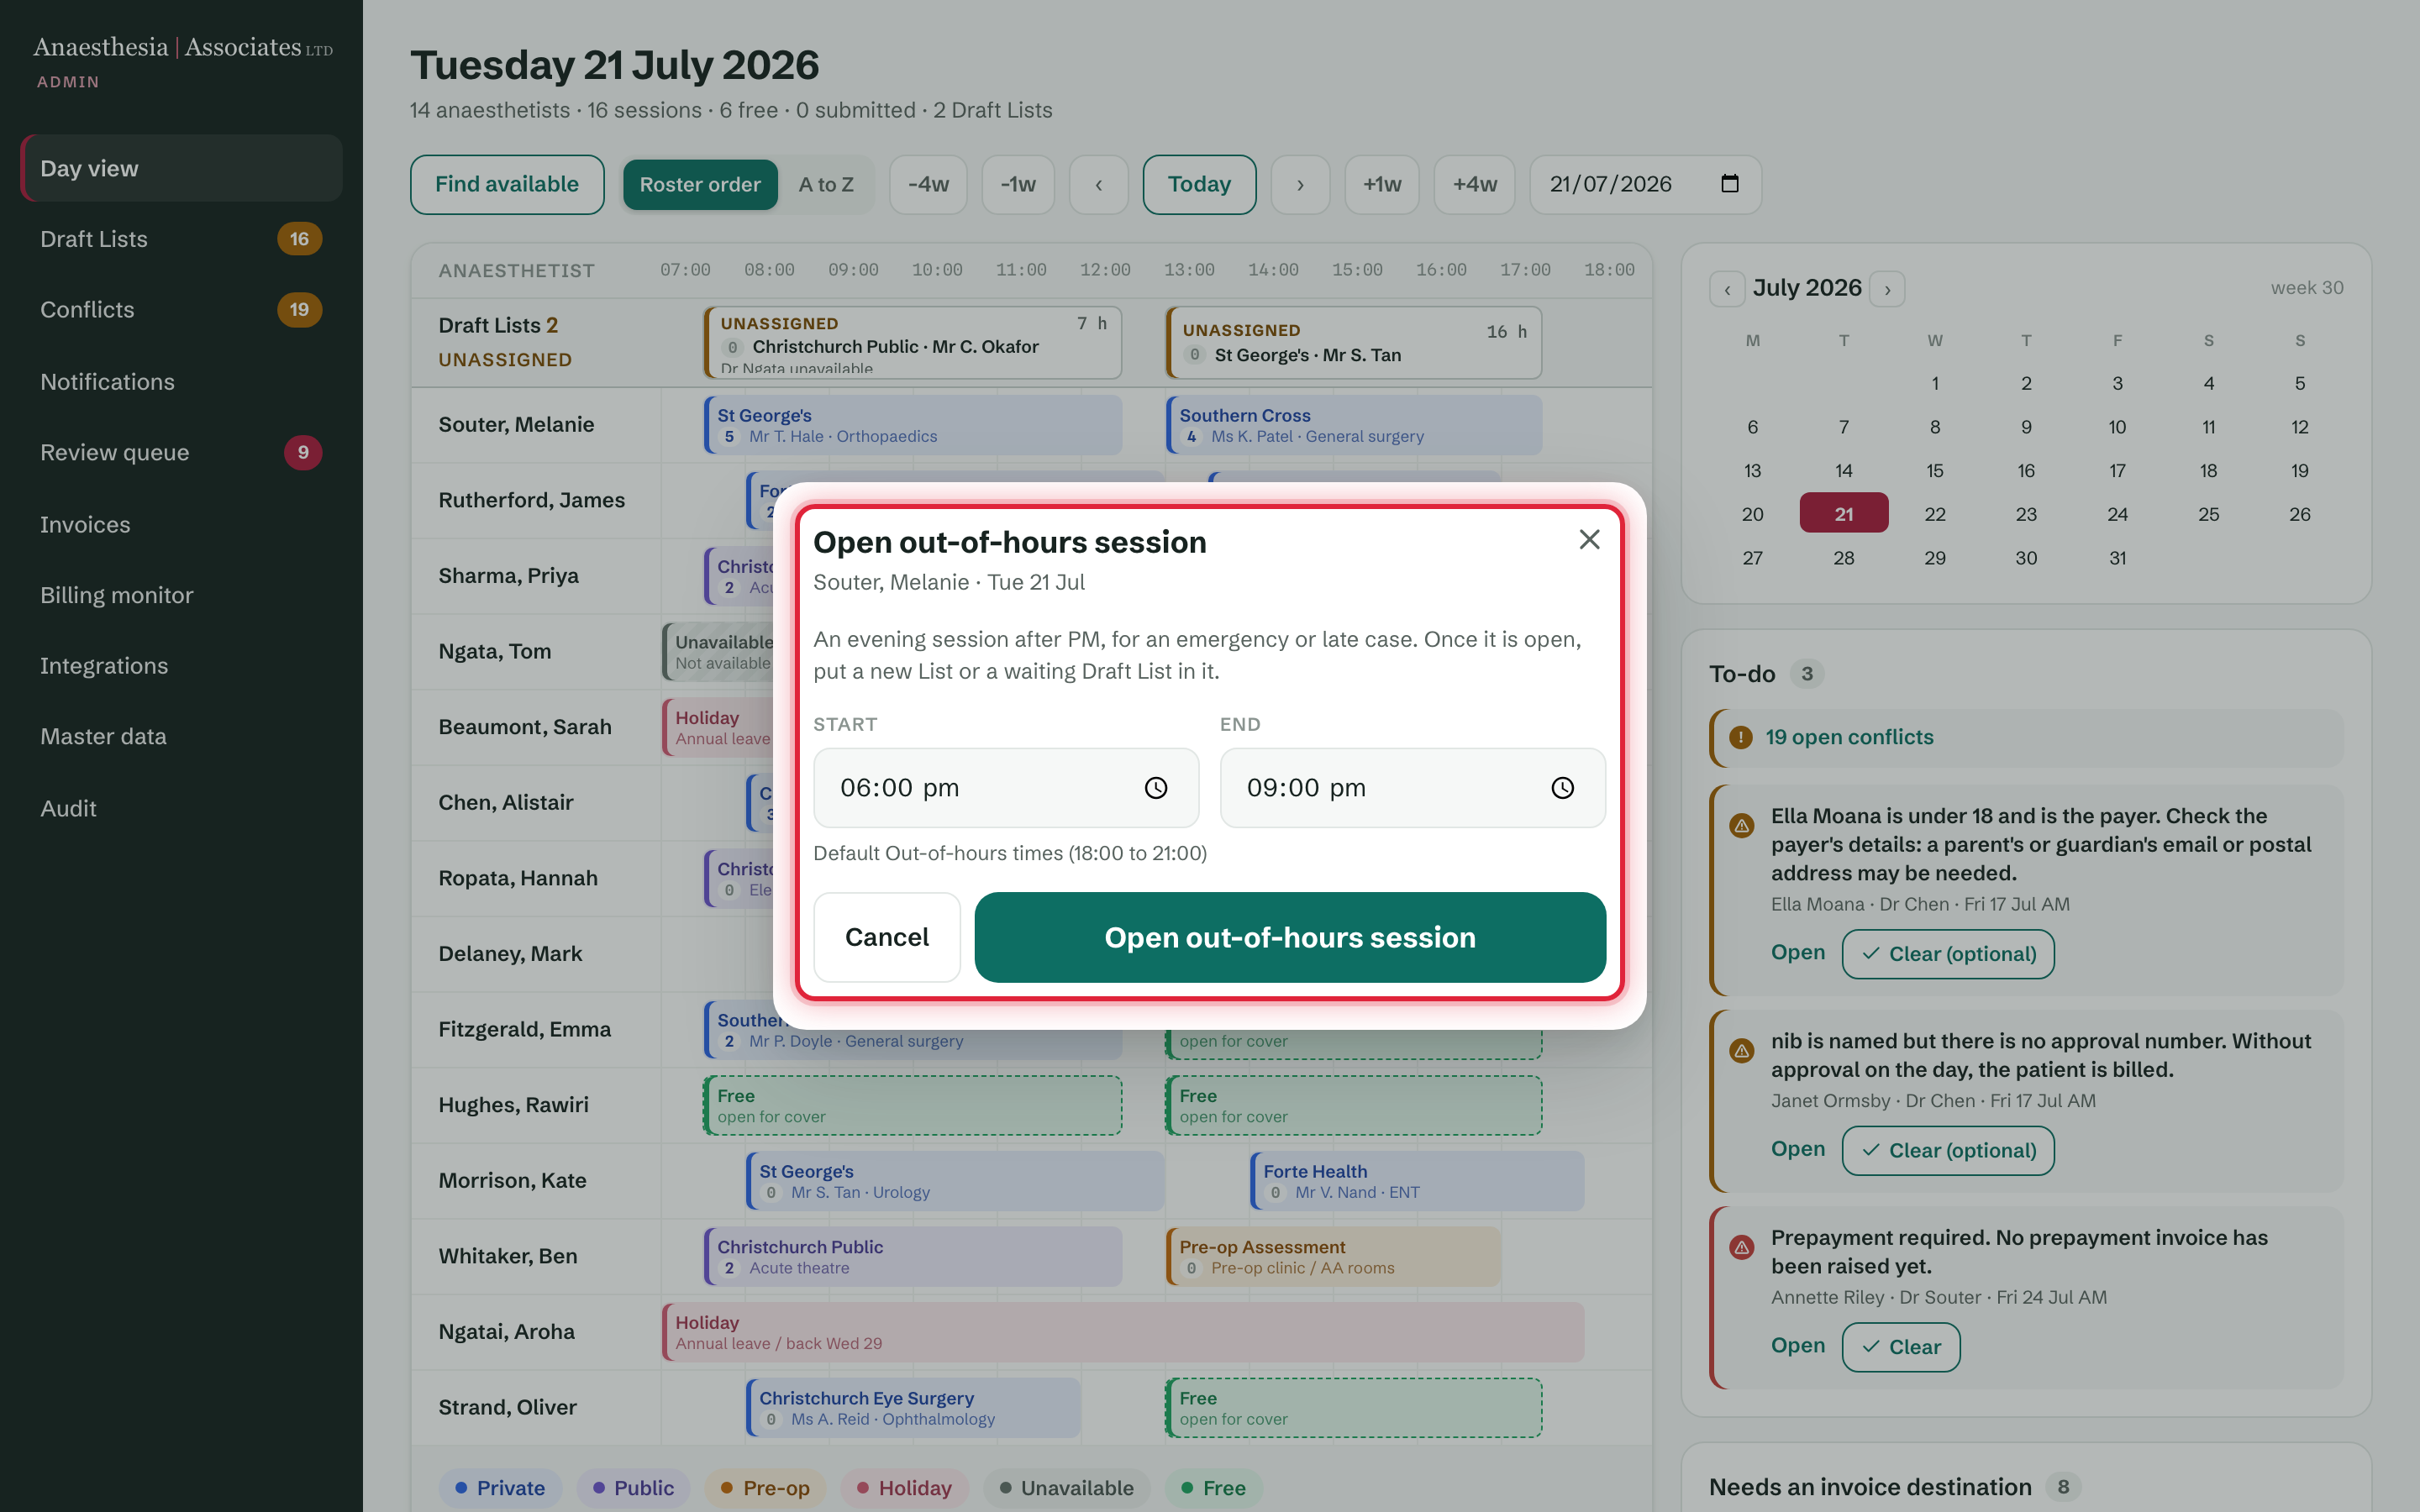 Anaesthesia | Associates LTD
ADMIN
Day view
Draft Lists 16
Conflicts 19
Notifications
Review queue 9
Invoices
Billing monitor
Integrations
Master data
Audit
Tuesday 21 July 2026
14 anaesthetists · 16 sessions · 6 free · 0 submitted · 2 Draft Lists
Find available Roster order A to Z -4w -1w ‹ Today › +1w +4w 21/07/2026
ANAESTHETIST 07:00 08:00 09:00 10:00 11:00 12:00 13:00 14:00 15:00 16:00 17:00 18:00
Draft Lists 2
UNASSIGNED
UNASSIGNED 7 h
0 Christchurch Public · Mr C. Okafor
Dr Ngata unavailable
UNASSIGNED 16 h
0 St George's · Mr S. Tan
Souter, Melanie
St George's
5 Mr T. Hale · Orthopaedics
Southern Cross
4 Ms K. Patel · General surgery
Rutherford, James
Sharma, Priya
2
Ngata, Tom
Unavailable
Not available
Beaumont, Sarah
Holiday
Annual leave
Chen, Alistair
Ropata, Hannah
0
Delaney, Mark
Fitzgerald, Emma
2 Mr P. Doyle · General surgery
open for cover
Hughes, Rawiri
Free
open for cover
Free
open for cover
Morrison, Kate
St George's
0 Mr S. Tan · Urology
Forte Health
0 Mr V. Nand · ENT
Whitaker, Ben
Christchurch Public
2 Acute theatre
Pre-op Assessment
0 Pre-op clinic / AA rooms
Ngatai, Aroha
Holiday
Annual leave / back Wed 29
Strand, Oliver
Christchurch Eye Surgery
0 Ms A. Reid · Ophthalmology
Free
open for cover
Private Public Pre-op Holiday Unavailable Free
Open out-of-hours session
Souter, Melanie · Tue 21 Jul
An evening session after PM, for an emergency or late case. Once it is open,
put a new List or a waiting Draft List in it.
START END
06:00 pm 09:00 pm
Default Out-of-hours times (18:00 to 21:00)
Cancel Open out-of-hours session
‹ July 2026 › week 30
M T W T F S S
1 2 3 4 5
6 7 8 9 10 11 12
13 14 15 16 17 18 19
20 21 22 23 24 25 26
27 28 29 30 31
To-do 3
19 open conflicts
Ella Moana is under 18 and is the payer. Check the
payer's details: a parent's or guardian's email or postal
address may be needed.
Ella Moana · Dr Chen · Fri 17 Jul AM
Open Clear (optional)
nib is named but there is no approval number. Without
approval on the day, the patient is billed.
Janet Ormsby · Dr Chen · Fri 17 Jul AM
Open Clear (optional)
Prepayment required. No prepayment invoice has
been raised yet.
Annette Riley · Dr Souter · Fri 24 Jul AM
Open Clear
Needs an invoice destination 8